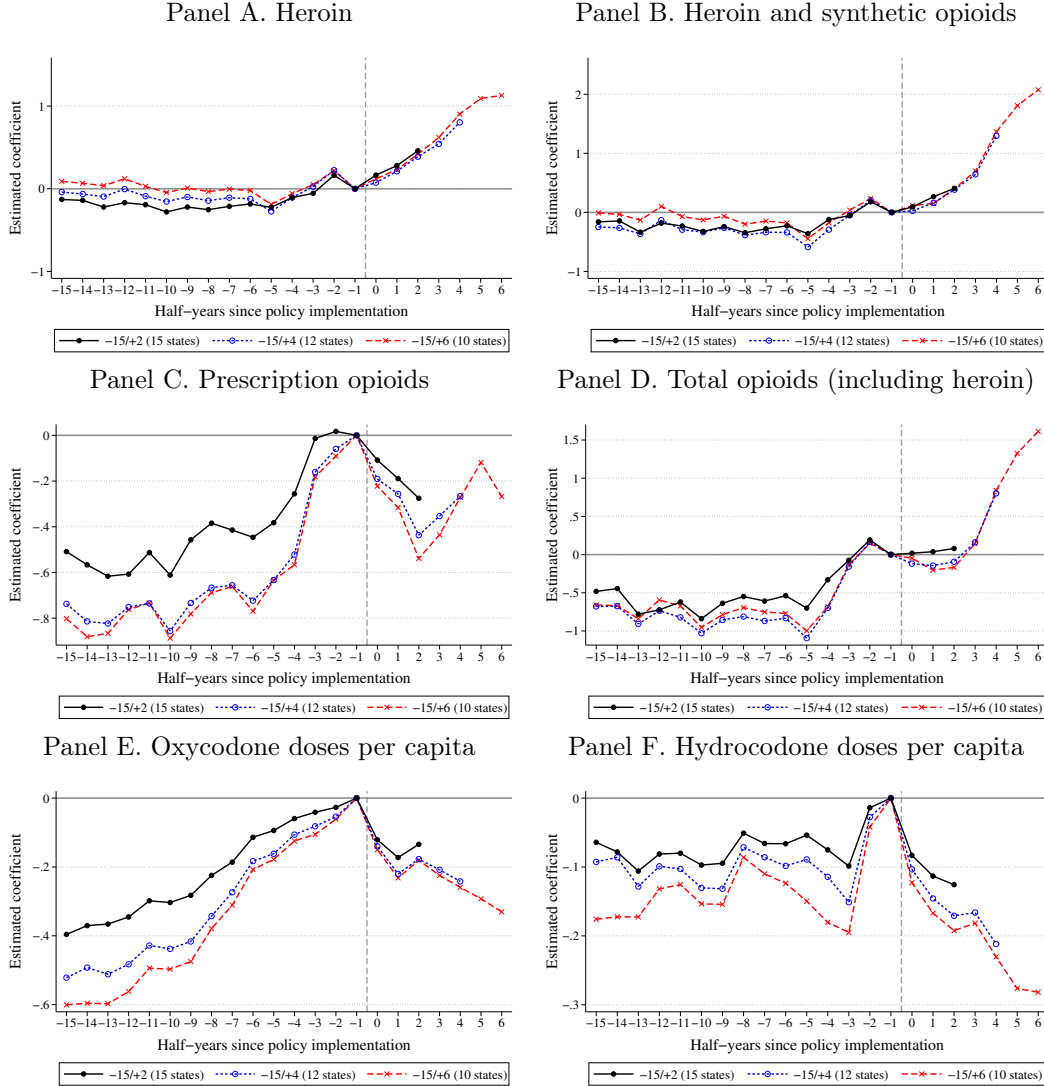 Panel A. Heroin
Estimated coefficient
1
0
−1
−15 −14 −13 −12 −11 −10 −9 −8 −7 −6 −5 −4 −3 −2 −1 0 1 2 3 4 5 6
Half−years since policy implementation
−15/+2 (15 states) −15/+4 (12 states) −15/+6 (10 states)
Panel B. Heroin and synthetic opioids
Estimated coefficient
2
1
0
−1
−15 −14 −13 −12 −11 −10 −9 −8 −7 −6 −5 −4 −3 −2 −1 0 1 2 3 4 5 6
Half−years since policy implementation
−15/+2 (15 states) −15/+4 (12 states) −15/+6 (10 states)
Panel C. Prescription opioids
Estimated coefficient
0
−.2
−.4
−.6
−.8
−15 −14 −13 −12 −11 −10 −9 −8 −7 −6 −5 −4 −3 −2 −1 0 1 2 3 4 5 6
Half−years since policy implementation
−15/+2 (15 states) −15/+4 (12 states) −15/+6 (10 states)
Panel D. Total opioids (including heroin)
Estimated coefficient
1.5
1
.5
0
−.5
−1
−15 −14 −13 −12 −11 −10 −9 −8 −7 −6 −5 −4 −3 −2 −1 0 1 2 3 4 5 6
Half−years since policy implementation
−15/+2 (15 states) −15/+4 (12 states) −15/+6 (10 states)
Panel E. Oxycodone doses per capita
Estimated coefficient
0
−.2
−.4
−.6
−15 −14 −13 −12 −11 −10 −9 −8 −7 −6 −5 −4 −3 −2 −1 0 1 2 3 4 5 6
Half−years since policy implementation
−15/+2 (15 states) −15/+4 (12 states) −15/+6 (10 states)
Panel F. Hydrocodone doses per capita
Estimated coefficient
0
−.1
−.2
−.3
−15 −14 −13 −12 −11 −10 −9 −8 −7 −6 −5 −4 −3 −2 −1 0 1 2 3 4 5 6
Half−years since policy implementation
−15/+2 (15 states) −15/+4 (12 states) −15/+6 (10 states)